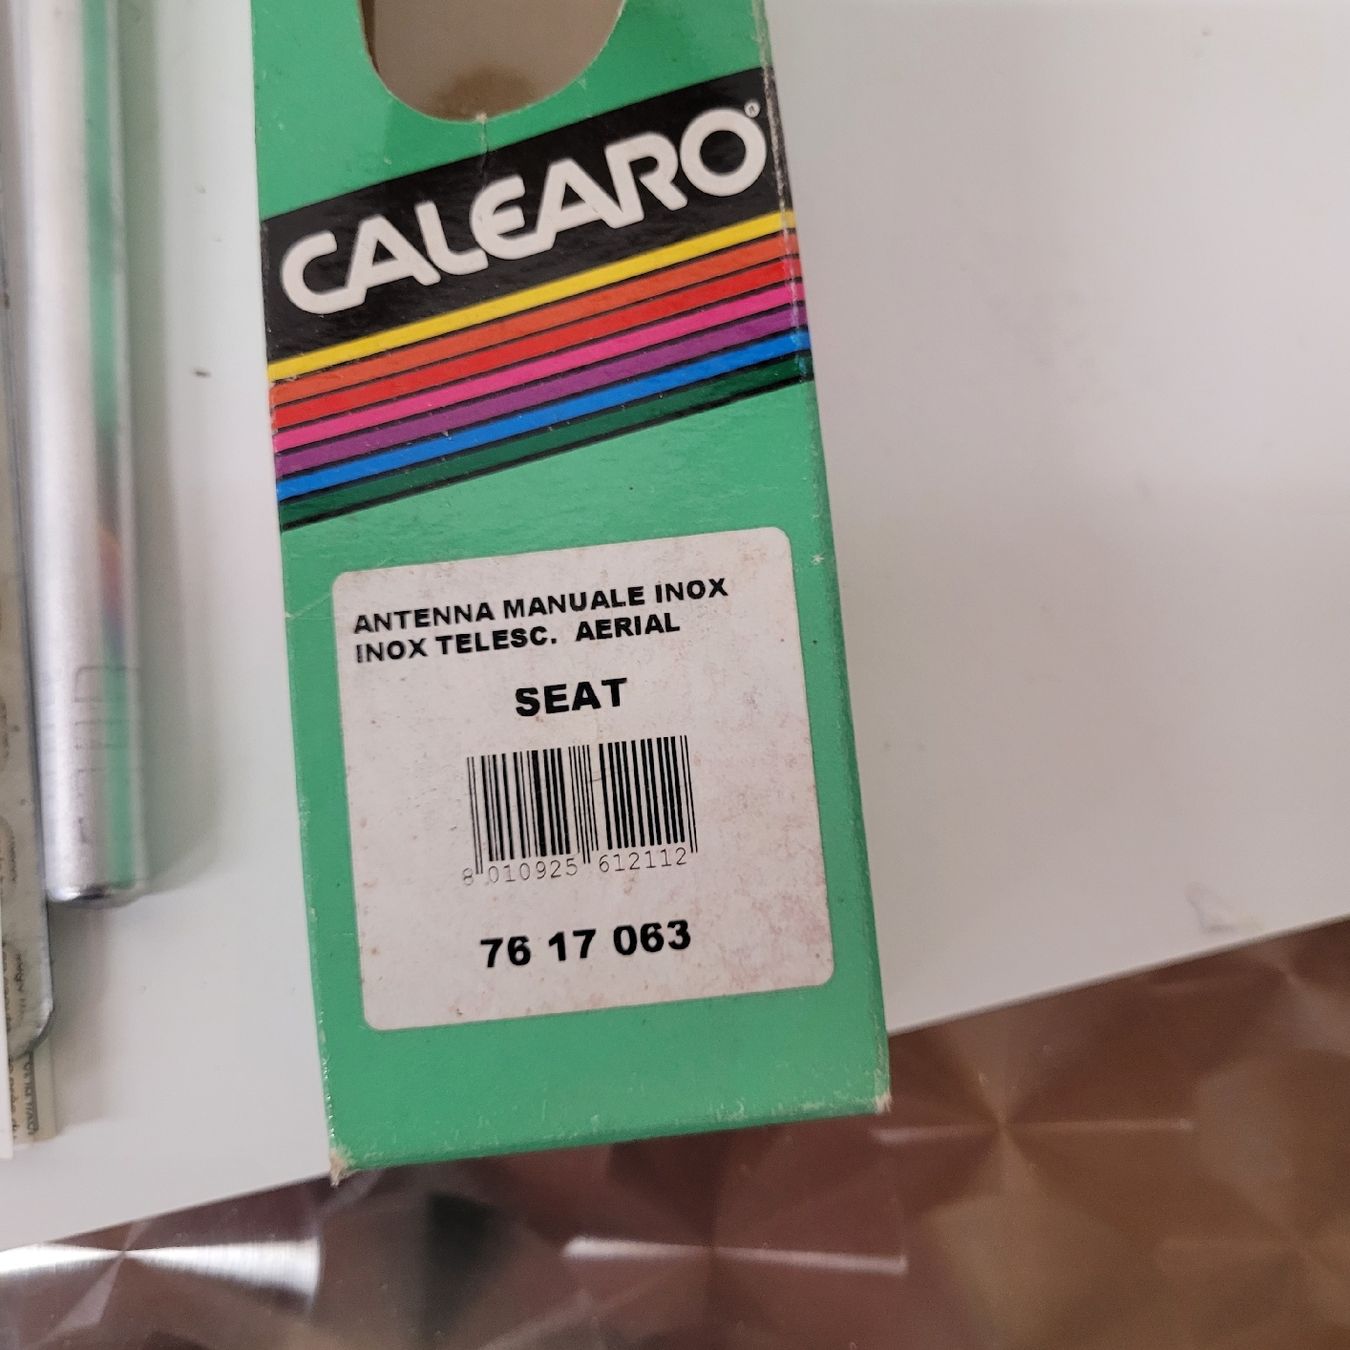 CALEARO®
ANTENNA MANUALE INOX
INOX TELESC. AERIAL
SEAT
8 010925 612112
76 17 063